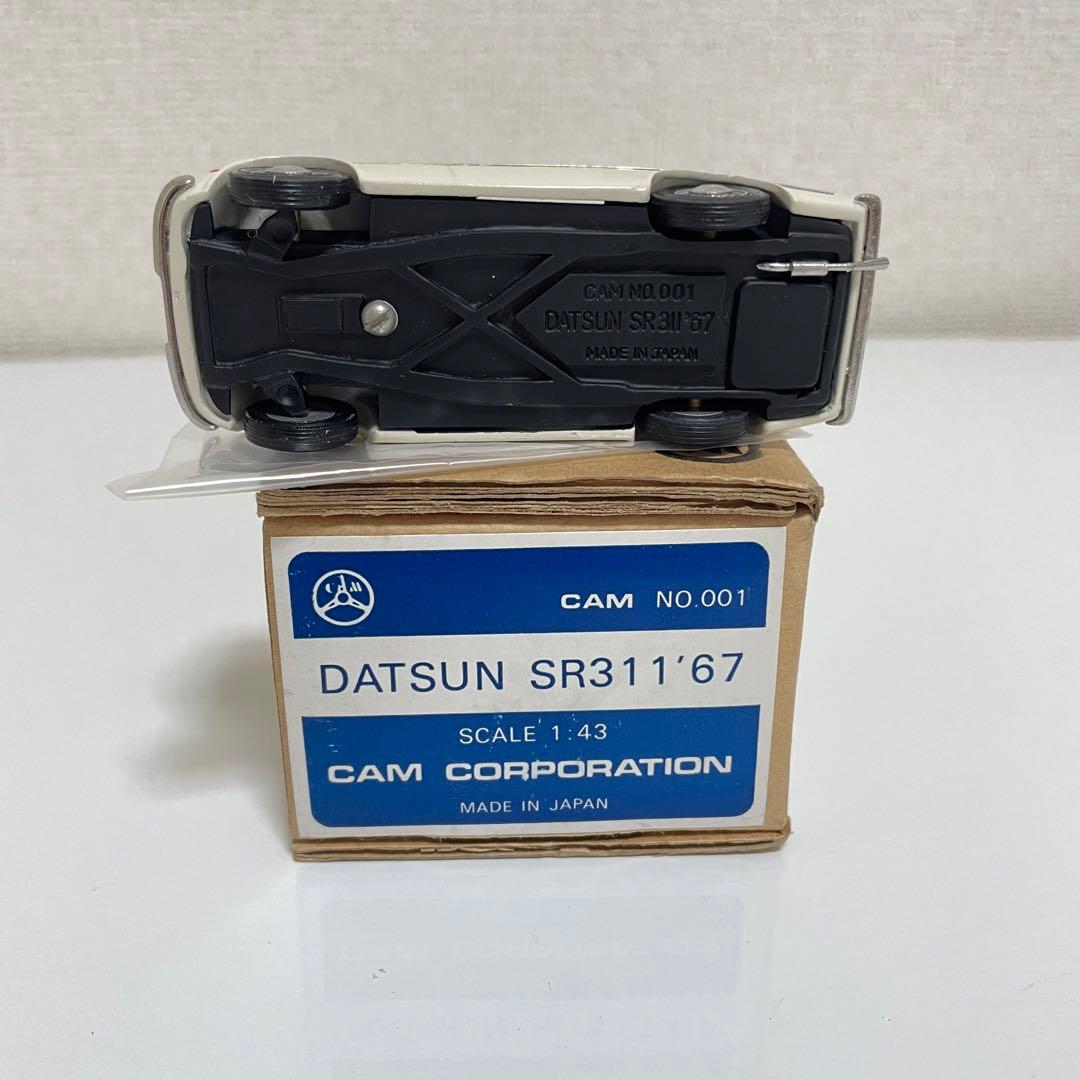 CAM NO.001
DATSUN SR311'67
MADE IN JAPAN
CAM
CAM NO.001
DATSUN SR311'67
SCALE 1:43
CAM CORPORATION
MADE IN JAPAN